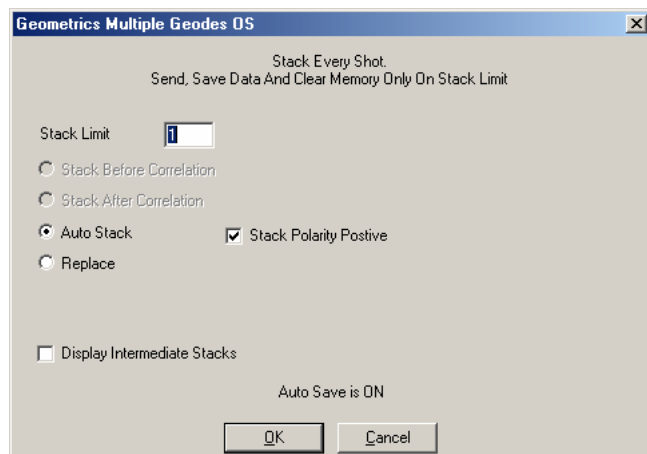 Geometrics Multiple Geodes OS
Stack Every Shot.
Send, Save Data And Clear Memory Only On Stack Limit
Stack Limit 1
Stack Before Correlation
Stack After Correlation
Auto Stack Stack Polarity Postive
Replace
Display Intermediate Stacks
Auto Save is ON
OK Cancel